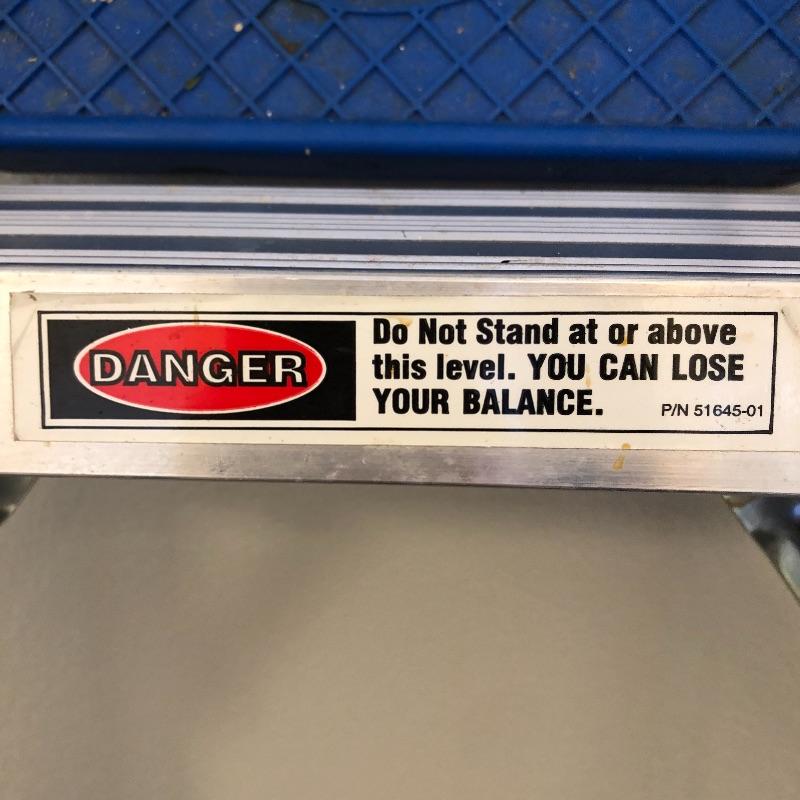 DANGER
Do Not Stand at or above
this level. YOU CAN LOSE
YOUR BALANCE.
P/N 51645-01